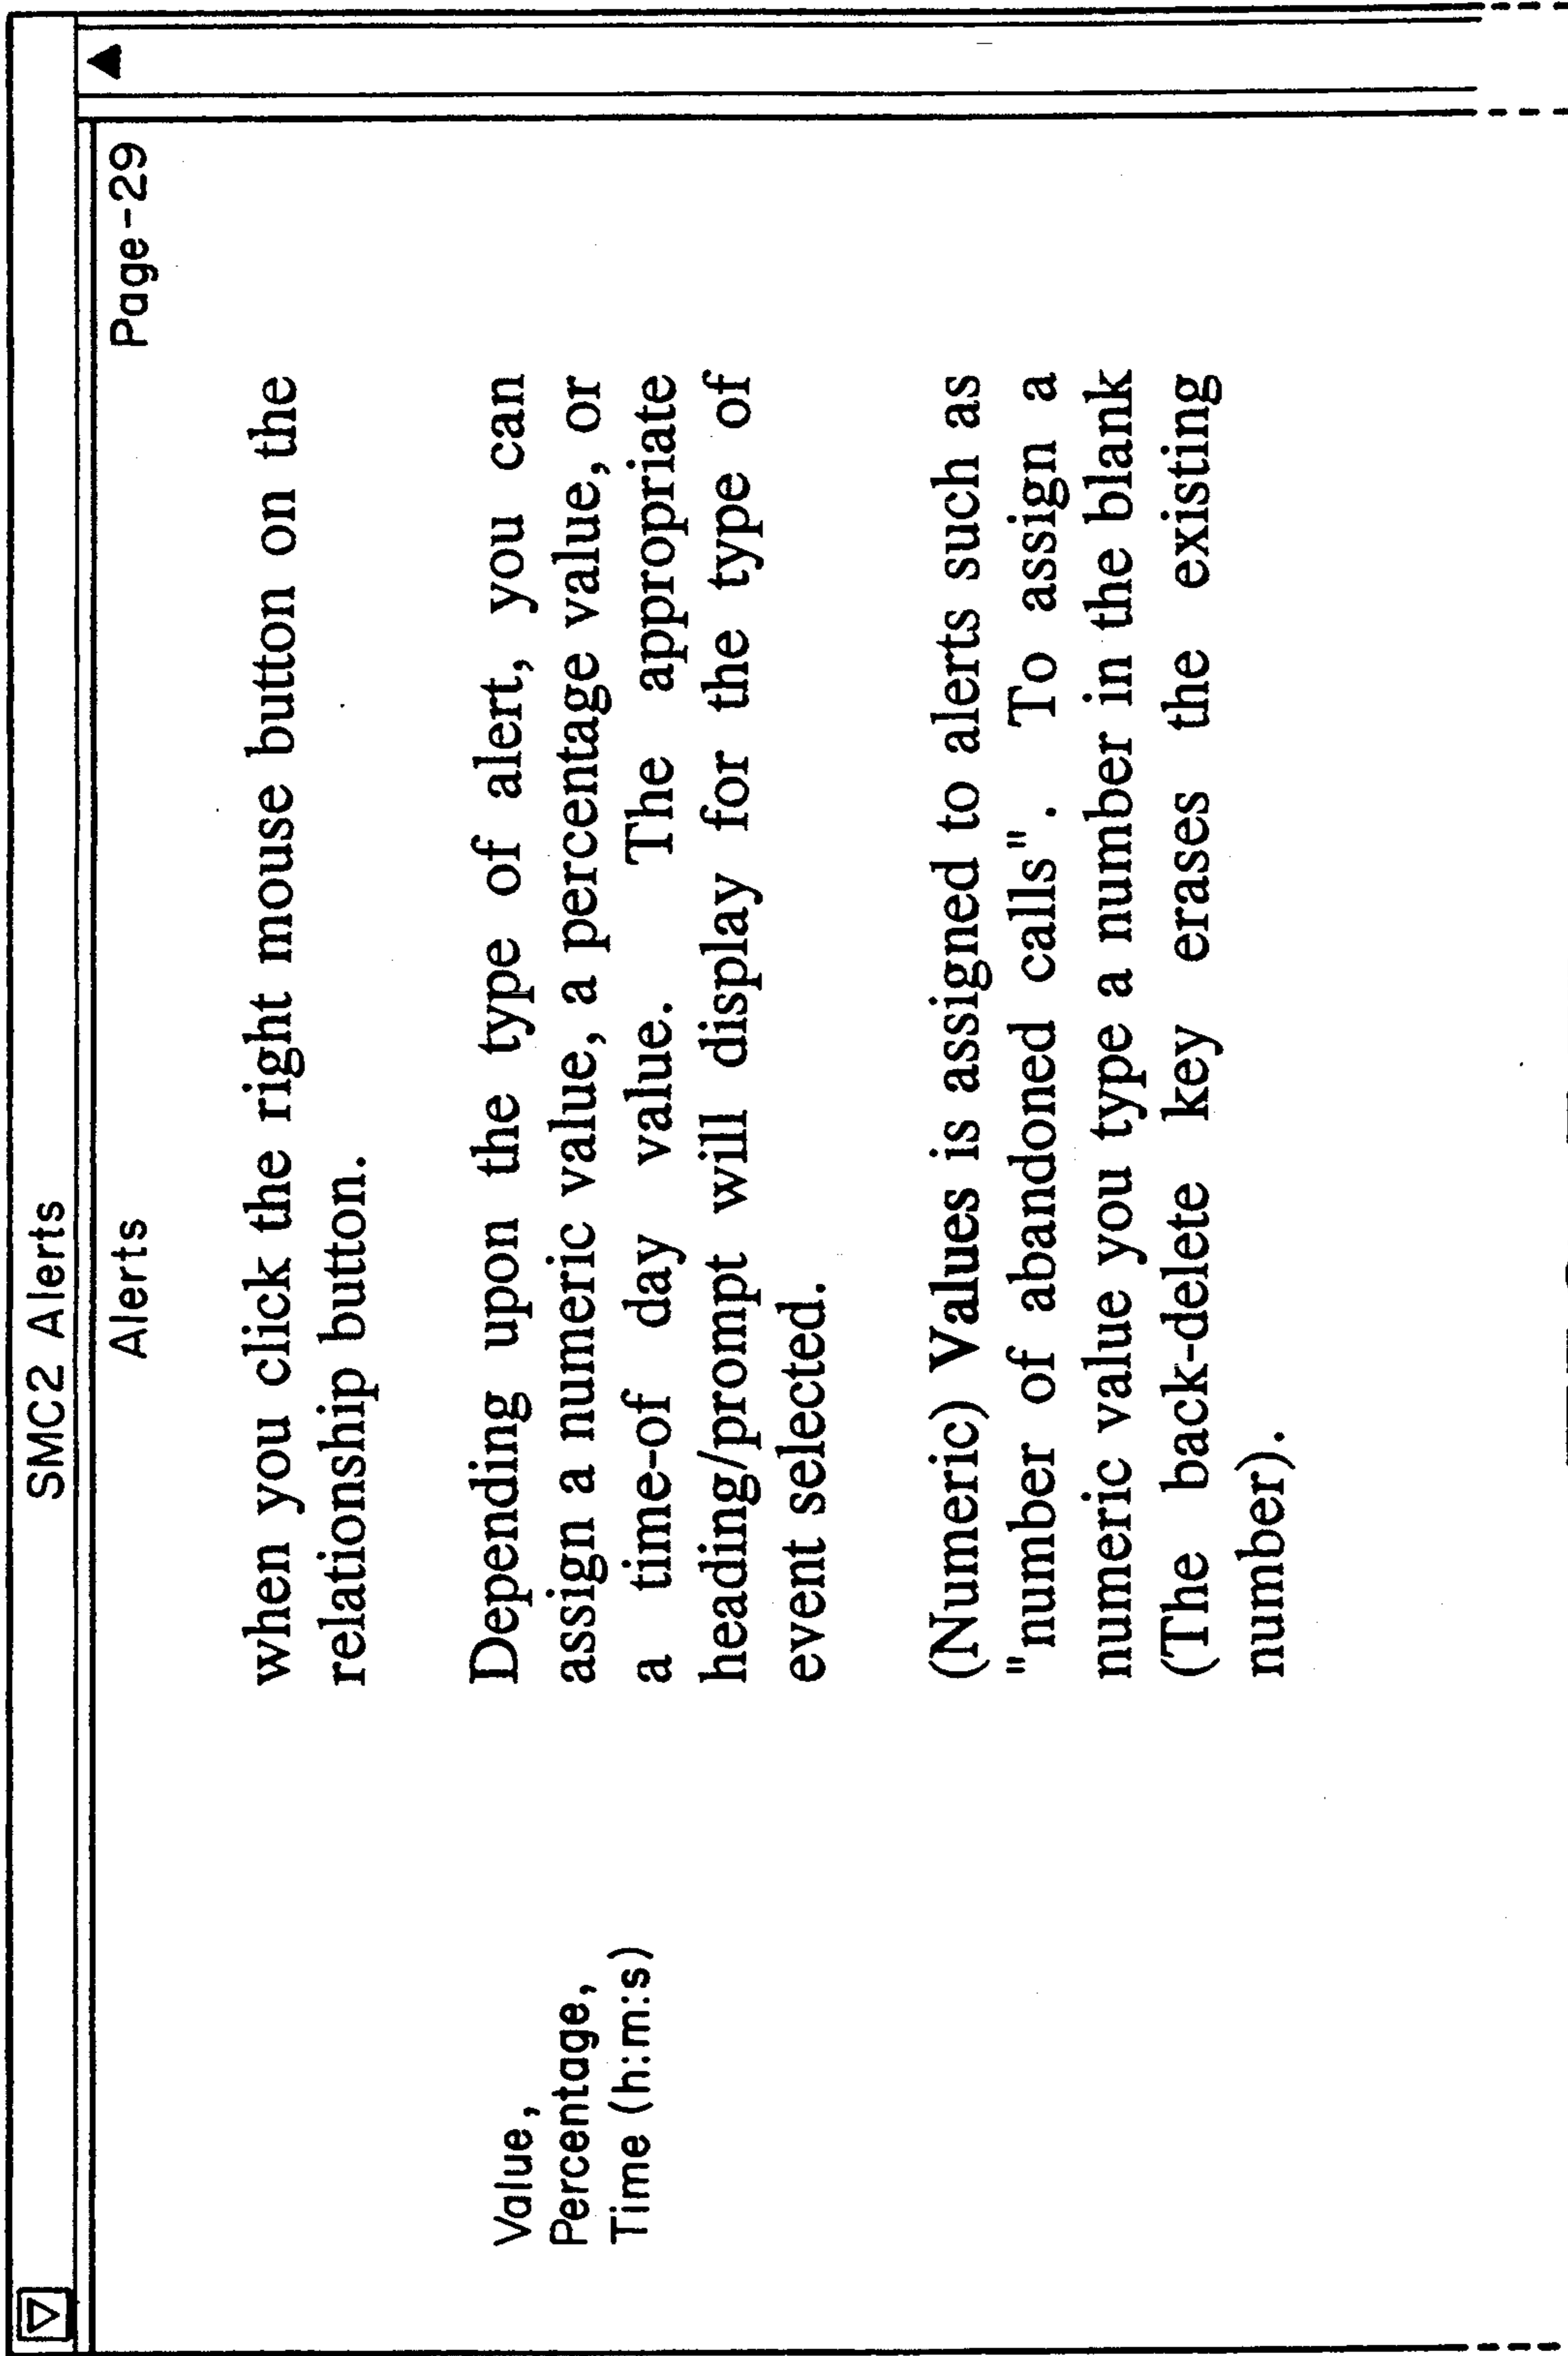 SMC2 Alerts
Alerts
Page-29
when you click the right mouse button on the
relationship button.
Value,
Percentage,
Time (h:m:s)
Depending upon the type of alert, you can
assign a numeric value, a percentage value, or
a time-of day value. The appropriate
heading/prompt will display for the type of
event selected.
(Numeric) Values is assigned to alerts such as
"number of abandoned calls". To assign a
numeric value you type a number in the blank
(The back-delete key erases the existing
number).